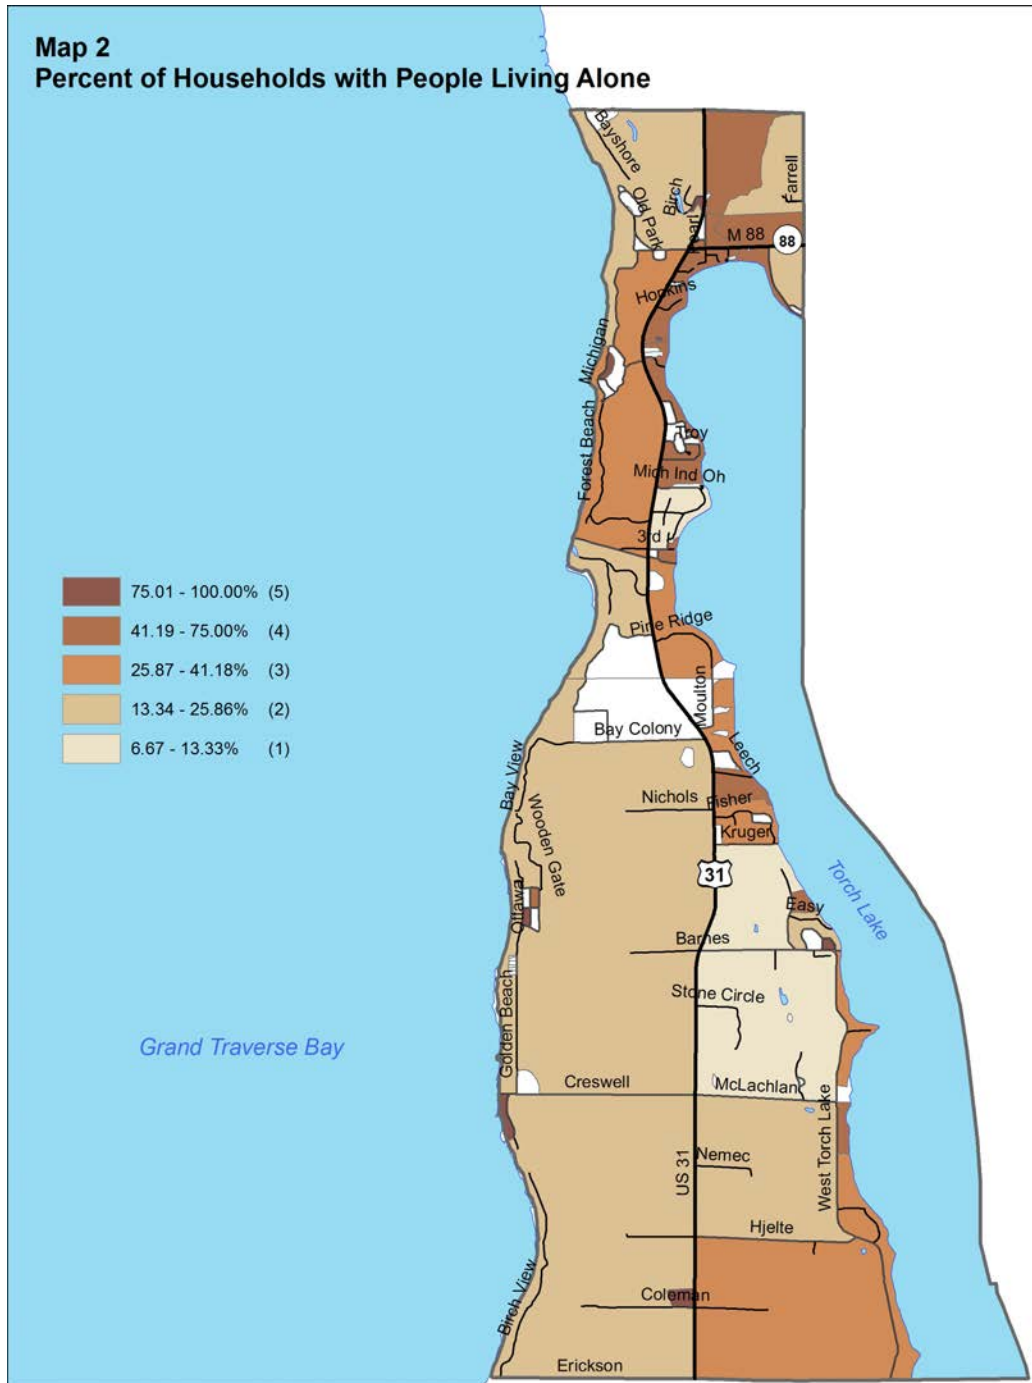 Map 2
Percent of Households with People Living Alone
Bayshore
Farrell
Birch
Old Park
Pearl
M 88
88
Hopkins
Michigan
Forest Beach
Troy
Mich Ind Oh
3rd
75.01 - 100.00% (5)
41.19 - 75.00% (4)
25.87 - 41.18% (3)
13.34 - 25.86% (2)
6.67 - 13.33% (1)
Pine Ridge
Moulton
Bay Colony
Leech
Bay View
Nichols
Fisher
Wooden Gate
Kruger
31
Torch Lake
Ottawa
Easy
Barnes
Stone Circle
Golden Beach
Grand Traverse Bay
Creswell
McLachlan
West Torch Lake
US 31
Nemec
Hjelte
Birch View
Coleman
Erickson